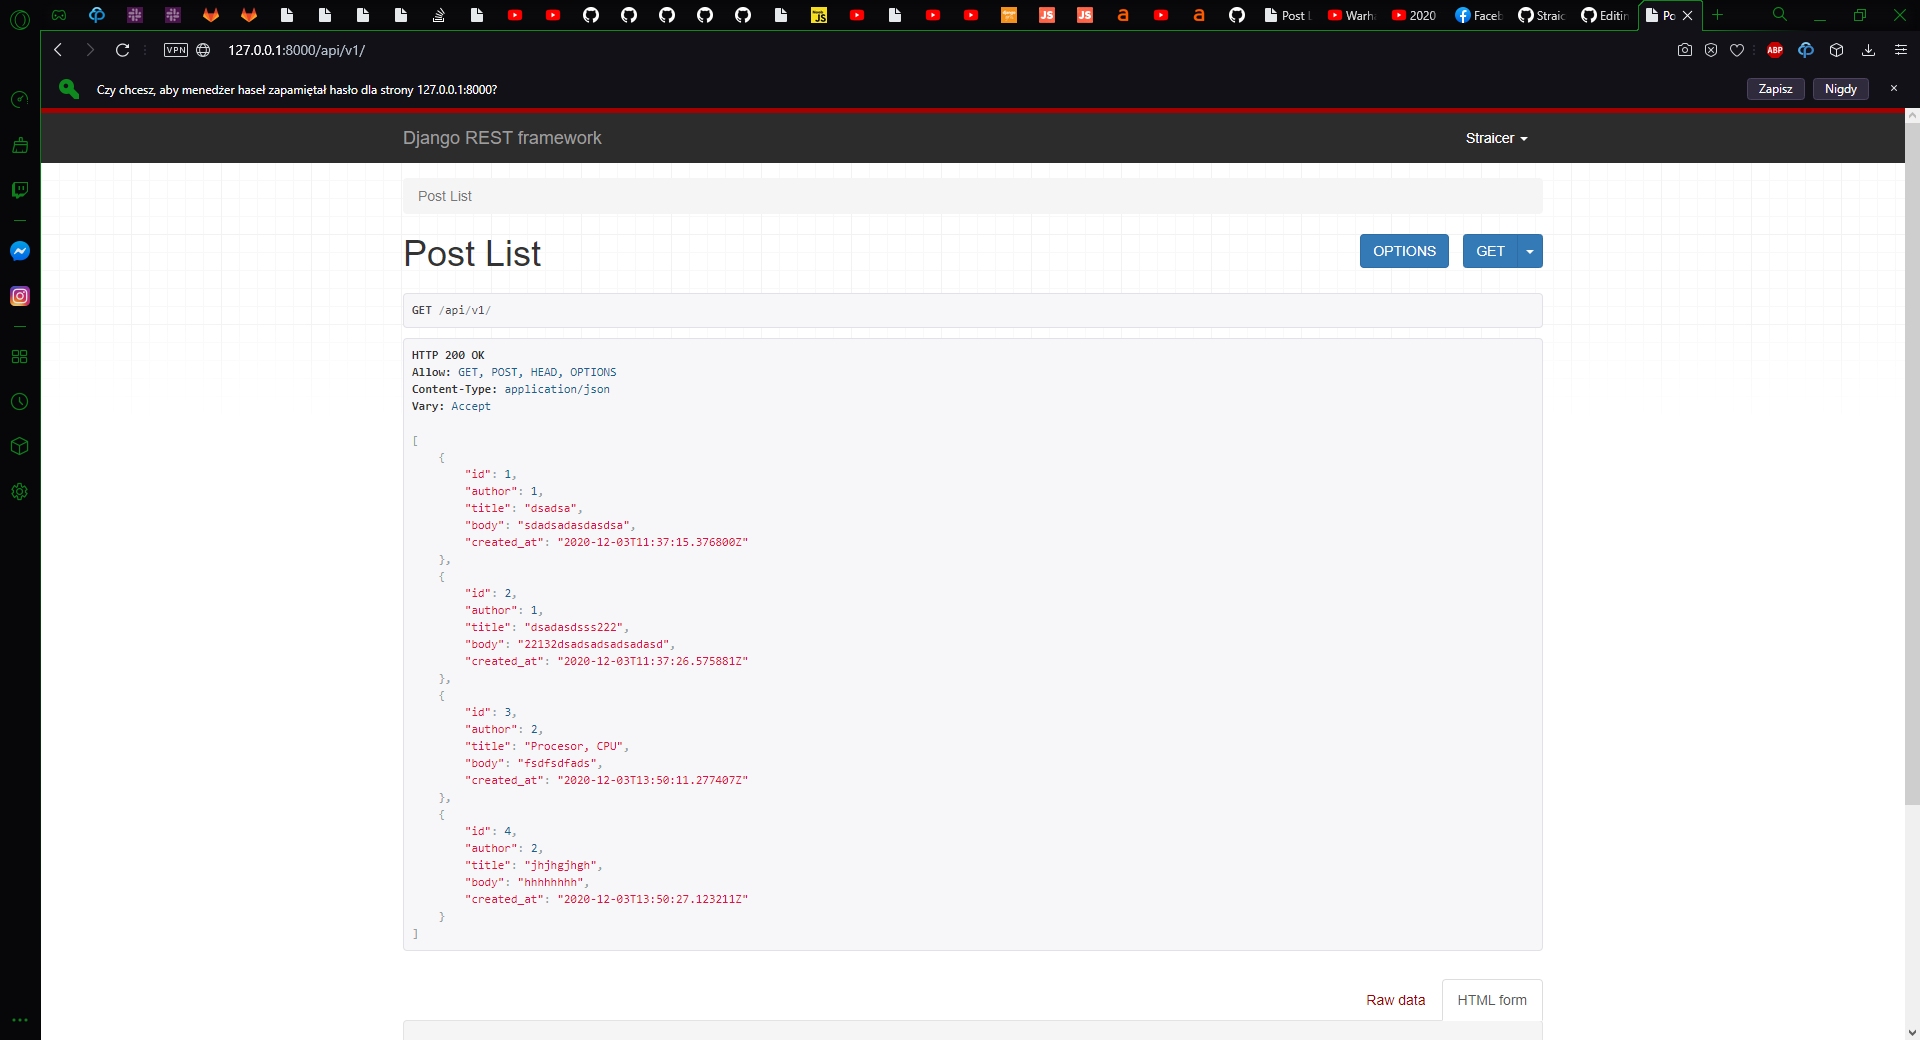 Post L
Warha
2020
Faceb
Straic
Editin
Po
VPN
127.0.0.1:8000/api/v1/
ABP
Czy chcesz, aby menedżer haseł zapamiętał hasło dla strony 127.0.0.1:8000?
Zapisz
Nigdy
Django REST framework
Straicer
Post List
Post List
OPTIONS
GET
GET /api/v1/
HTTP 200 OK
Allow: GET, POST, HEAD, OPTIONS
Content-Type: application/json
Vary: Accept
[
{
"id": 1,
"author": 1,
"title": "dsadsa",
"body": "sdadsadasdasdsa",
"created_at": "2020-12-03T11:37:15.376800Z"
},
{
"id": 2,
"author": 1,
"title": "dsadasdsss222",
"body": "22132dsadsadsadsadasd",
"created_at": "2020-12-03T11:37:26.575881Z"
},
{
"id": 3,
"author": 2,
"title": "Procesor, CPU",
"body": "fsdfsdfads",
"created_at": "2020-12-03T13:50:11.277407Z"
},
{
"id": 4,
"author": 2,
"title": "jhjhgjhgh",
"body": "hhhhhhhh",
"created_at": "2020-12-03T13:50:27.123211Z"
}
]
Raw data
HTML form